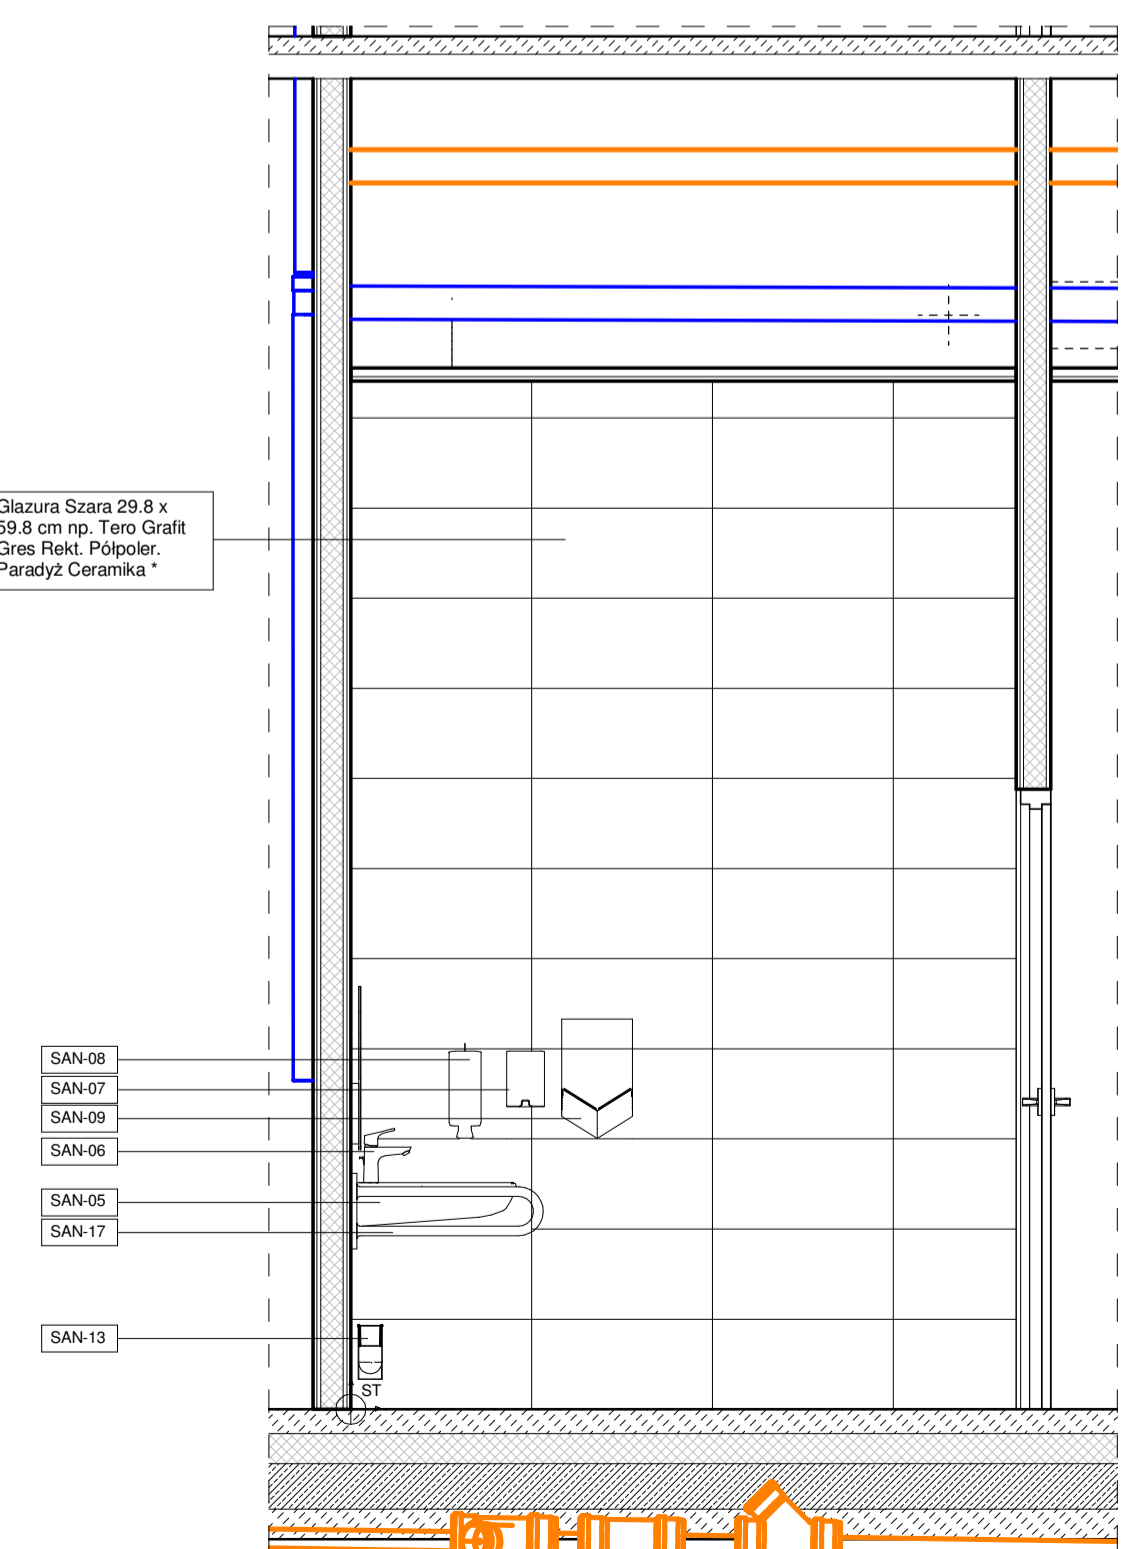 Glazura Szara 29.8 x
59.8 cm np. Tero Grafit
Gres Rekt. Półpoler.
Paradyż Ceramika *
SAN-08
SAN-07
SAN-09
SAN-06
SAN-05
SAN-17
SAN-13
ST